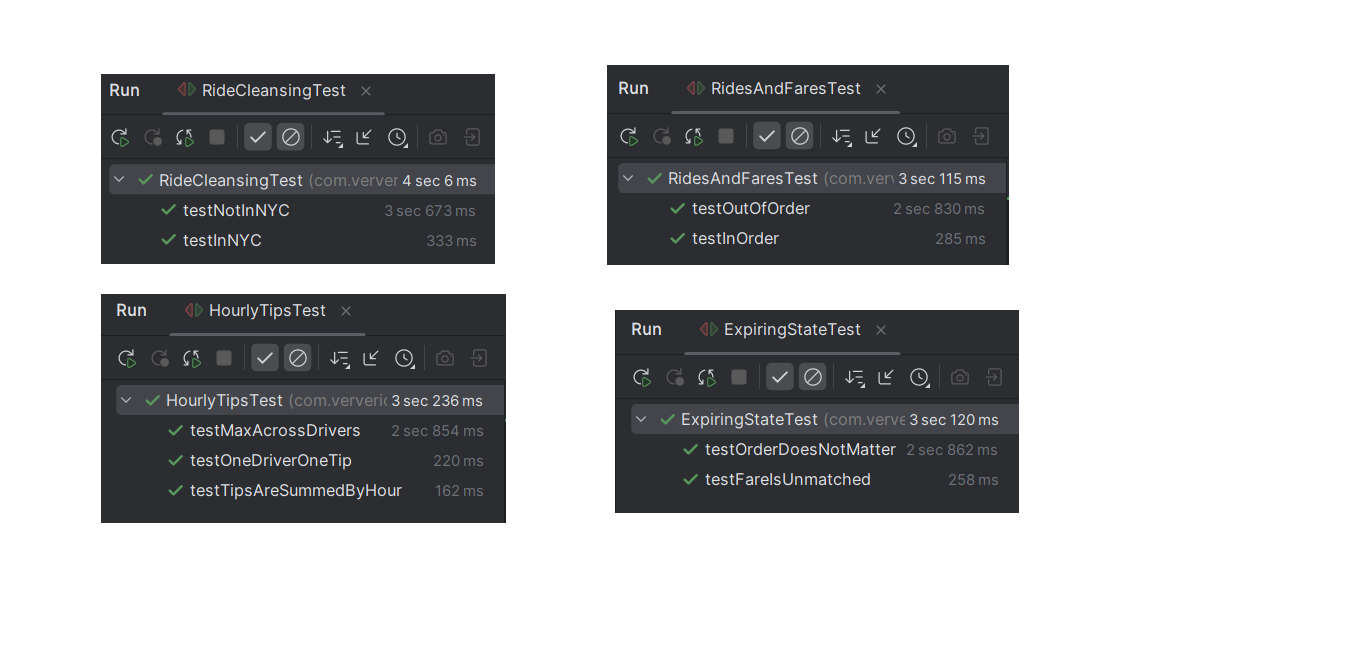 Run RideCleansingTest
RideCleansingTest (com.verver 4 sec 6 ms
testNotInNYC 3 sec 673 ms
testInNYC 333 ms
Run RidesAndFaresTest
RidesAndFaresTest (com.ver 3 sec 115 ms
testOutOfOrder 2 sec 830 ms
testInOrder 285 ms
Run HourlyTipsTest
HourlyTipsTest (com.ververic 3 sec 236 ms
testMaxAcrossDrivers 2 sec 854 ms
testOneDriverOneTip 220 ms
testTipsAreSummedByHour 162 ms
Run ExpiringStateTest
ExpiringStateTest (com.verve 3 sec 120 ms
testOrderDoesNotMatter 2 sec 862 ms
testFareIsUnmatched 258 ms